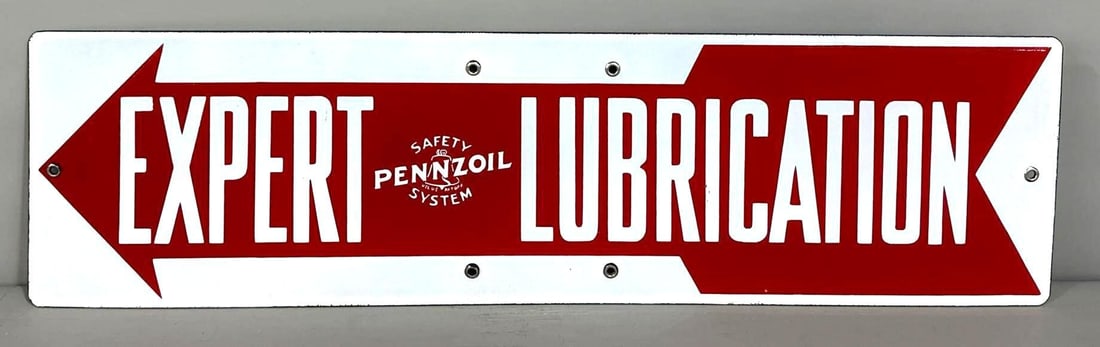 EXPERT
SAFETY
PENNZOIL
SYSTEM
LUBRICATION